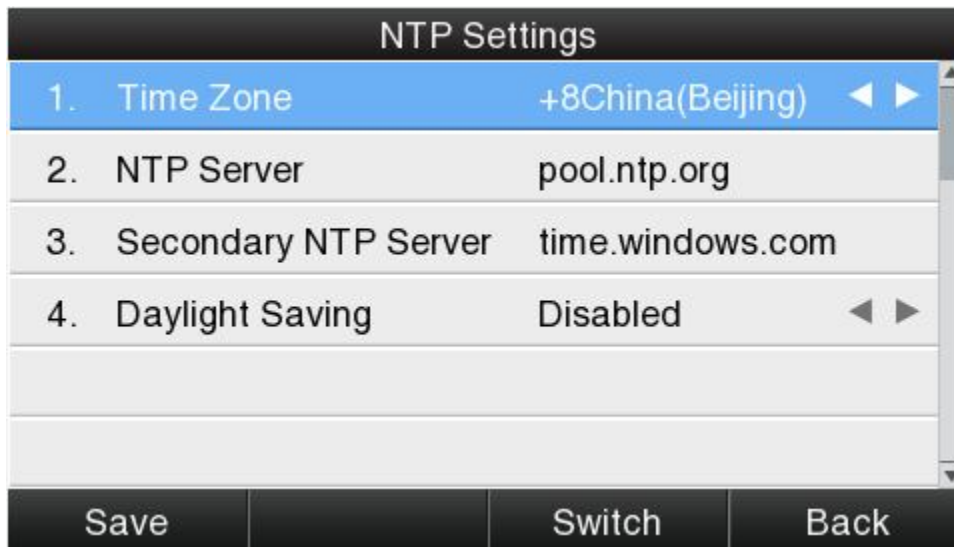 NTP Settings
1. Time Zone +8China(Beijing)
2. NTP Server pool.ntp.org
3. Secondary NTP Server time.windows.com
4. Daylight Saving Disabled
Save Switch Back